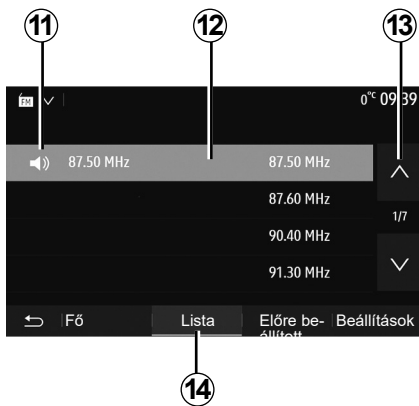 11 12 13
FM 0°C 09:39
87.50 MHz 87.50 MHz
87.60 MHz
1/7
90.40 MHz
91.30 MHz
Fő Lista Előre be- Beállítások
állított
14